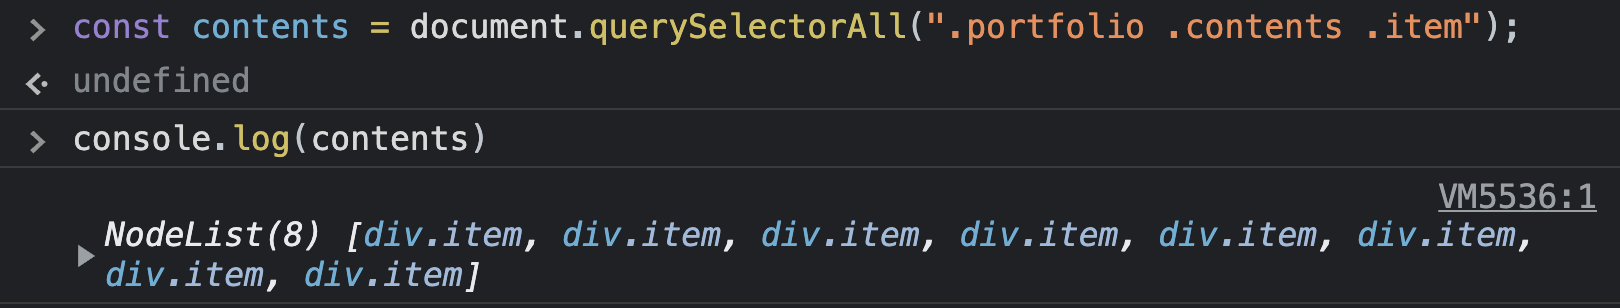 const contents = document.querySelectorAll(".portfolio .contents .item");
undefined
console.log(contents)
VM5536:1
NodeList(8) [div.item, div.item, div.item, div.item, div.item, div.item,
div.item, div.item]